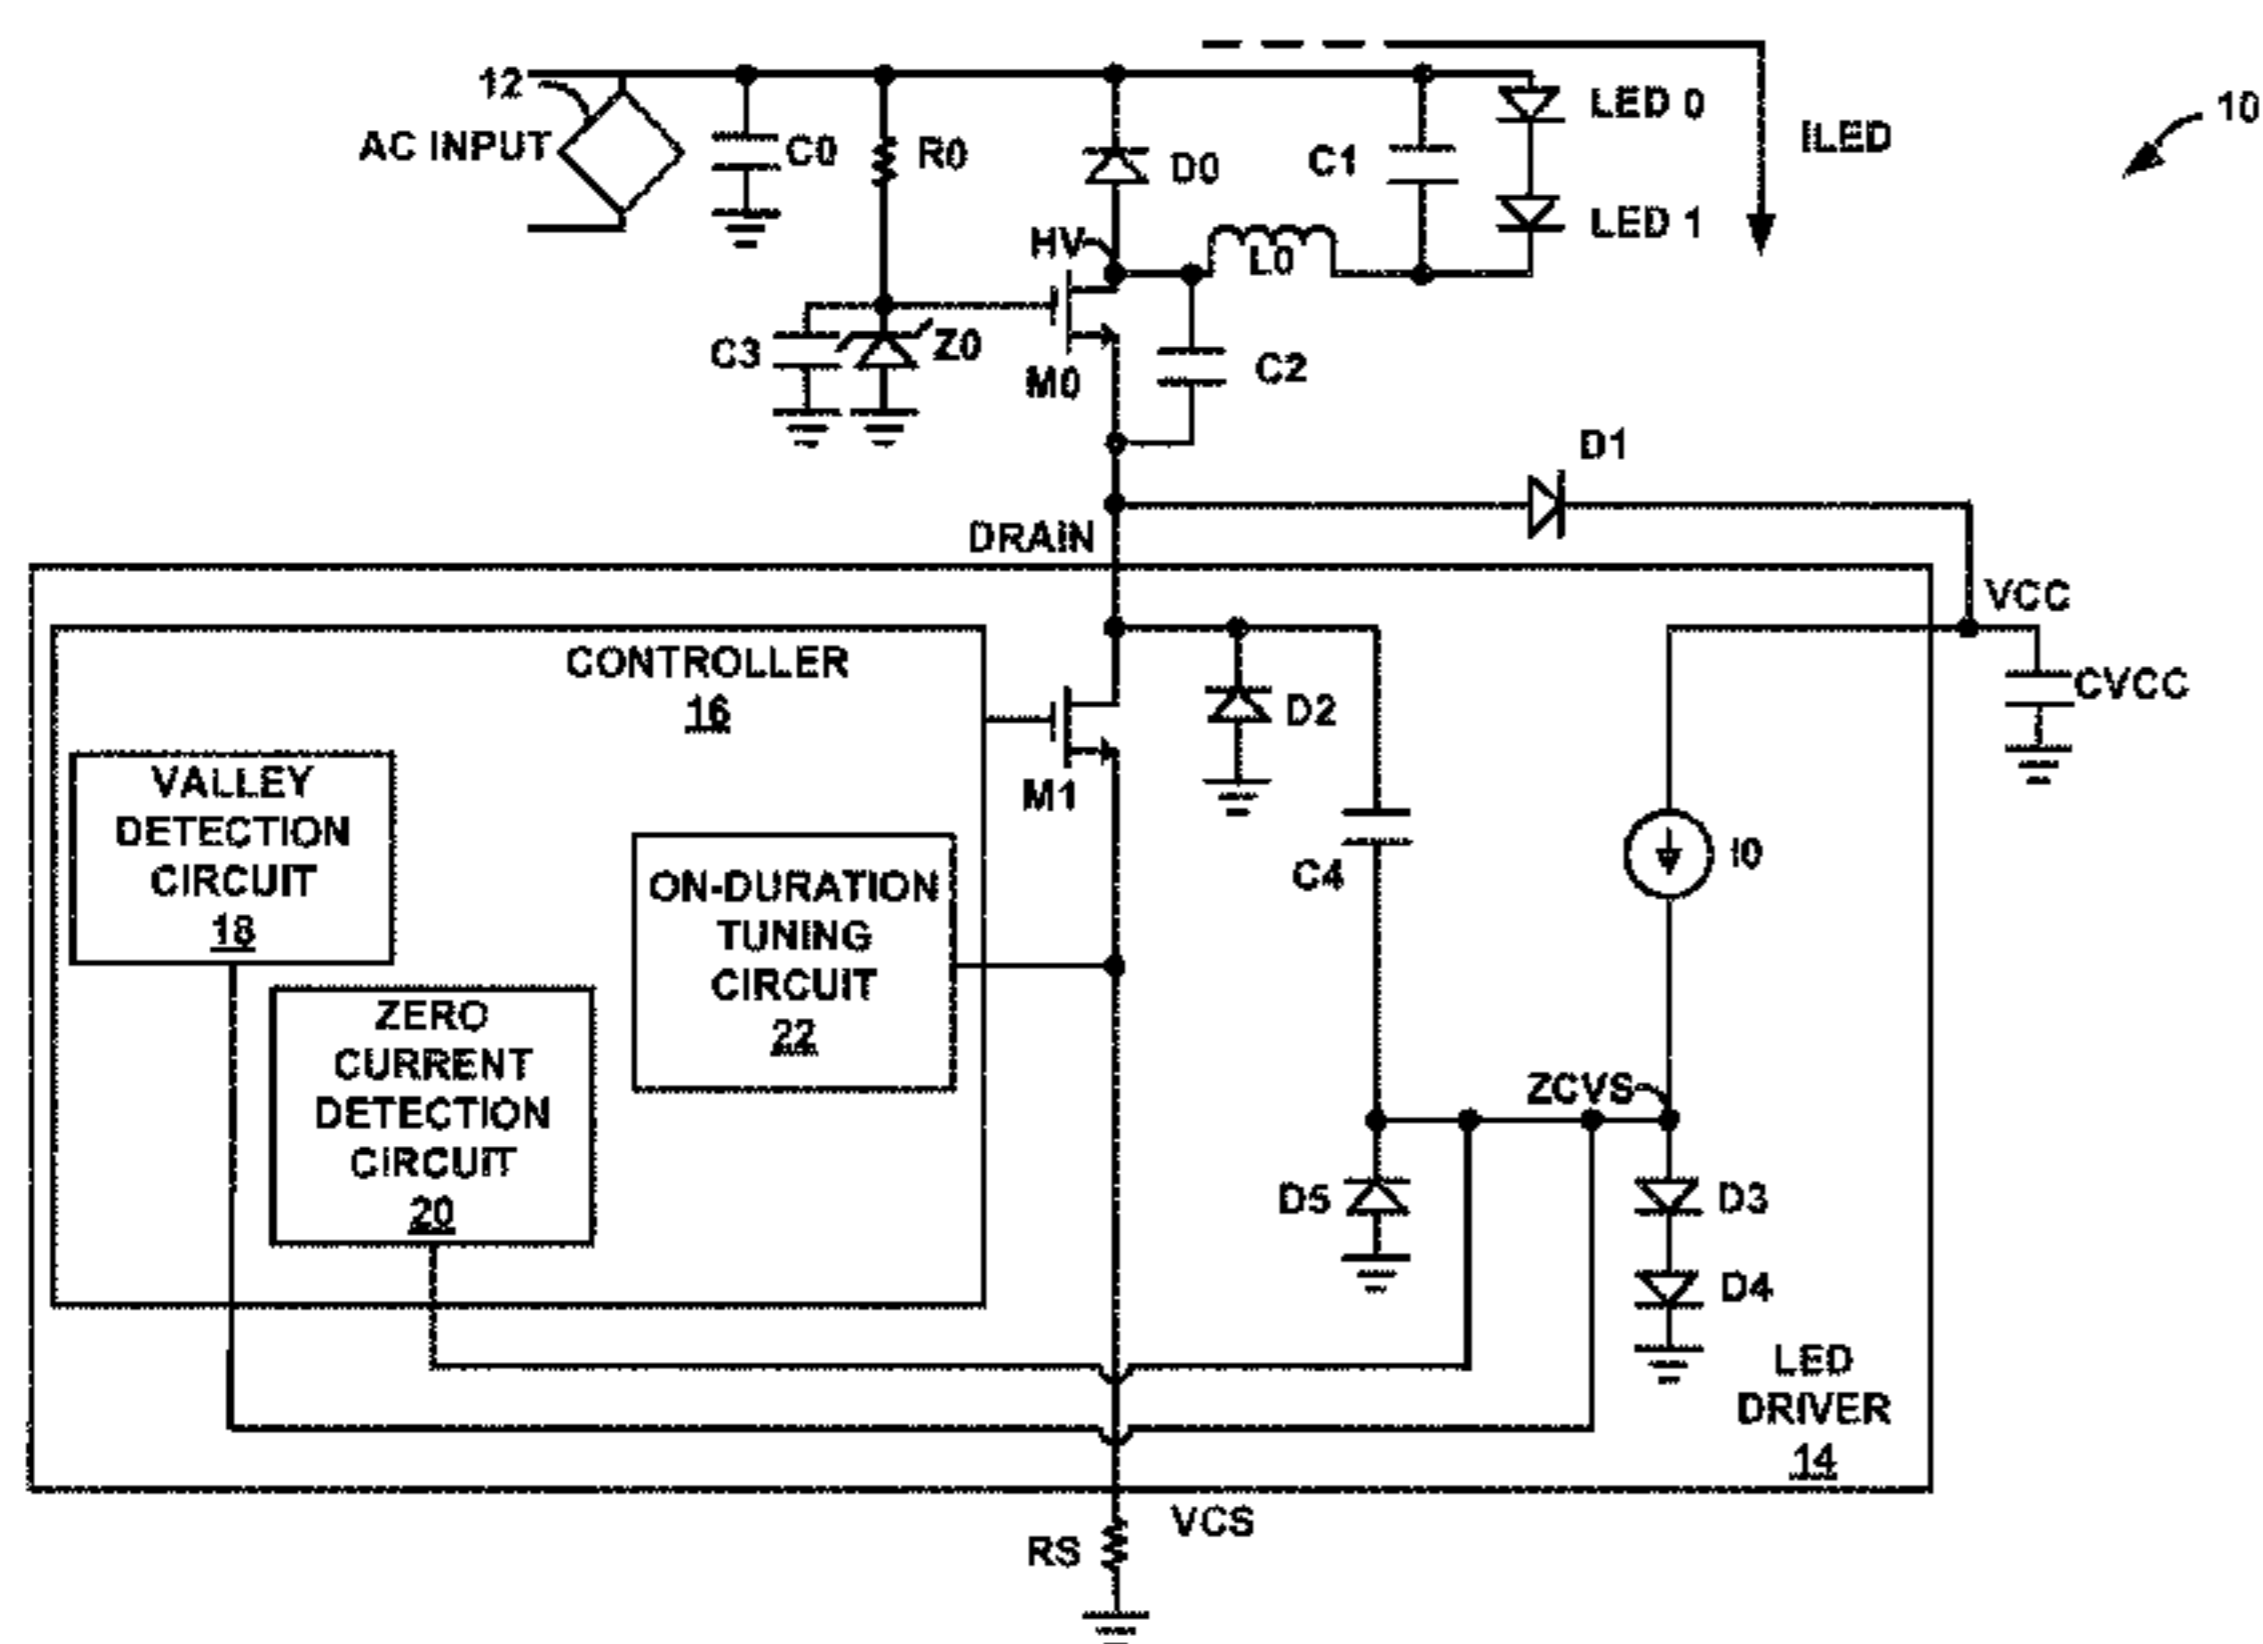 12
AC INPUT
C0
R0
D0
C1
LED 0
LED 1
ILED
10
HV
L0
C3
Z0
M0
C2
D1
DRAIN
VCC
CVCC
CONTROLLER
16
M1
D2
C4
I0
VALLEY
DETECTION
CIRCUIT
18
ON-DURATION
TUNING
CIRCUIT
22
ZERO
CURRENT
DETECTION
CIRCUIT
20
ZCVS
D5
D3
D4
LED
DRIVER
14
VCS
RS